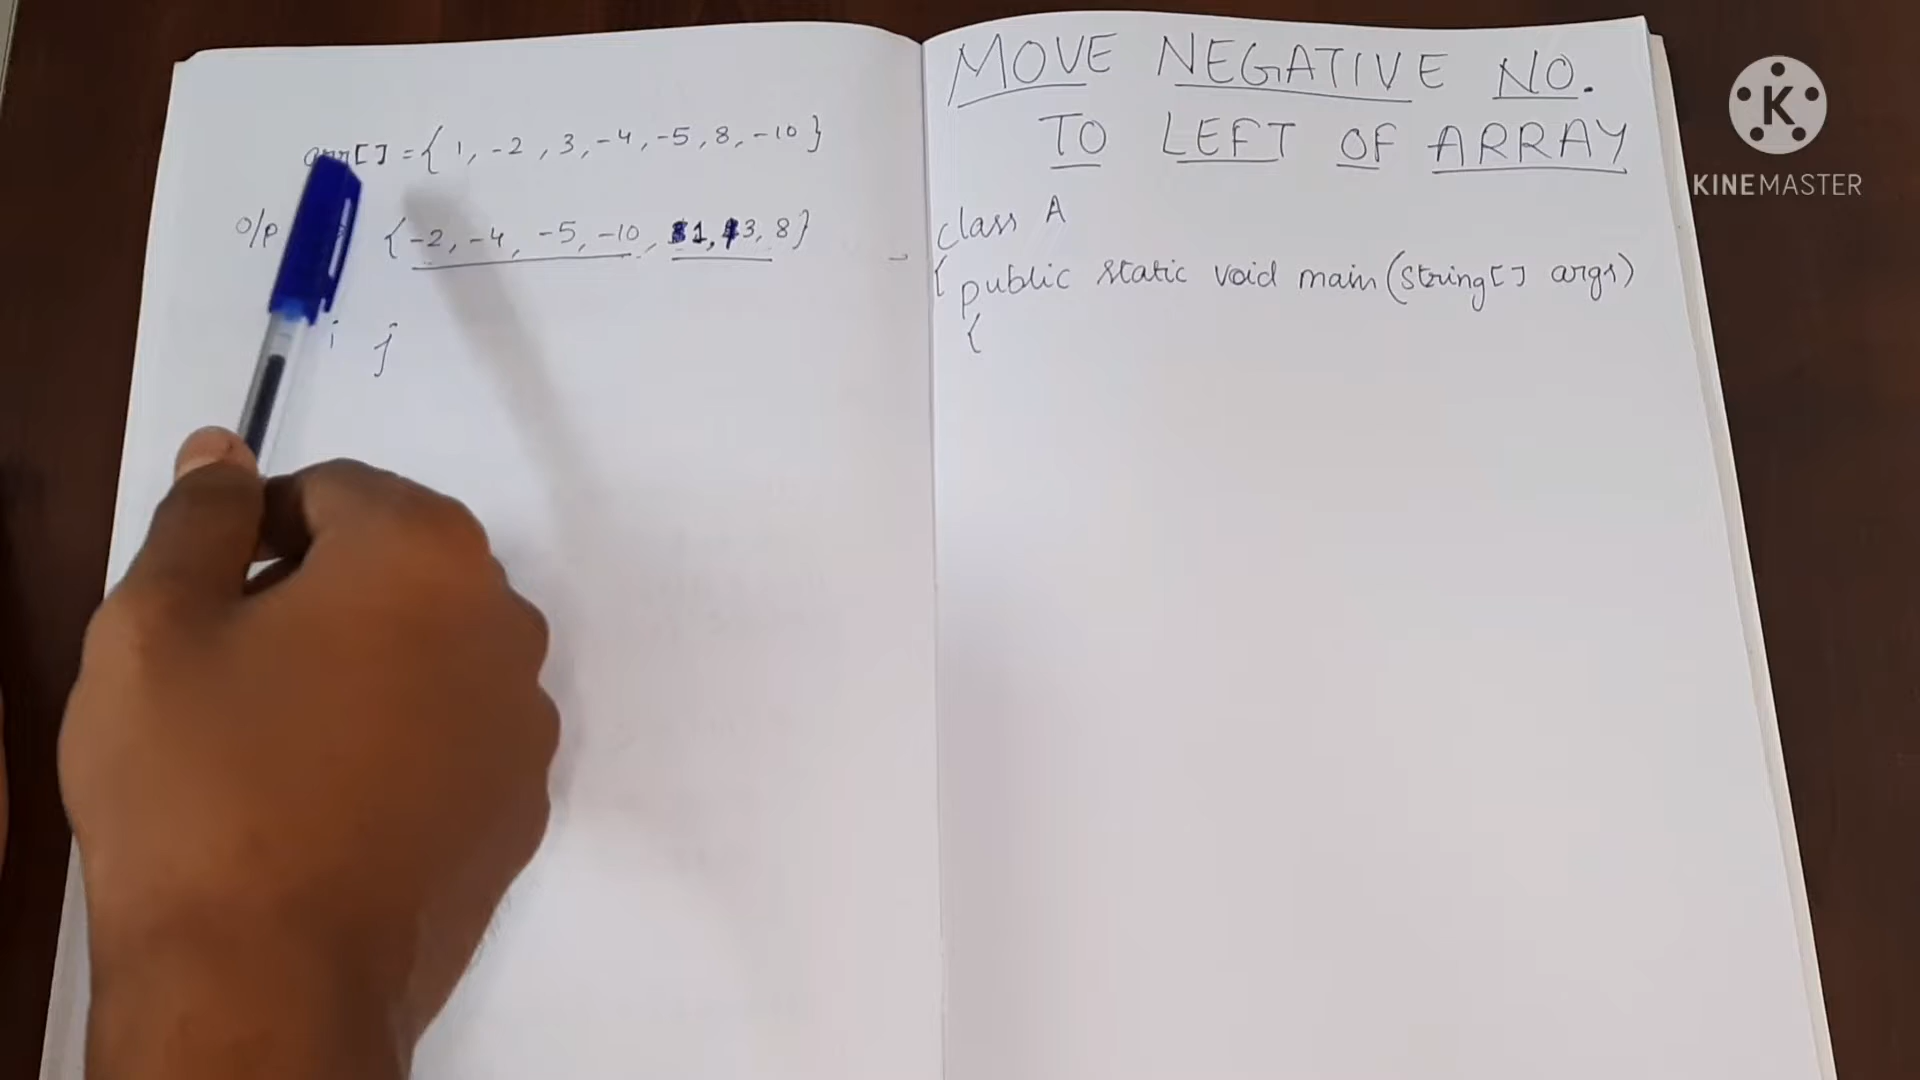 arr[] = { 1, -2, 3, -4, -5, 8, -10 }
o/p { -2, -4, -5, -10, 1, 3, 8 }
i j
MOVE NEGATIVE NO.
TO LEFT OF ARRAY
class A
{ public static void main (string[] args)
{
K
KINEMASTER